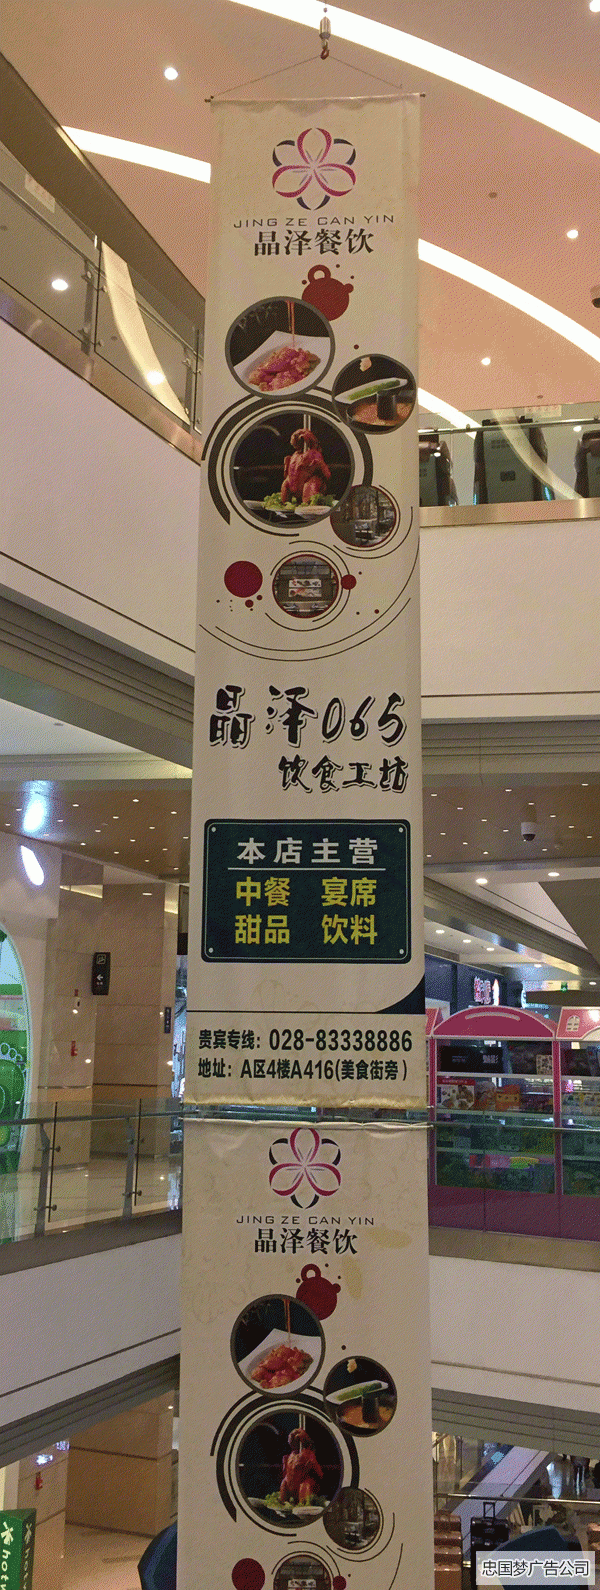 JING ZE CAN YIN
晶泽餐饮
晶泽065
饮食工坊
本店主营
中餐 宴席
甜品 饮料
贵宾专线：028-83338886
地址：A区4楼A416(美食街旁)
JING ZE CAN YIN
晶泽餐饮
忠国梦广告公司